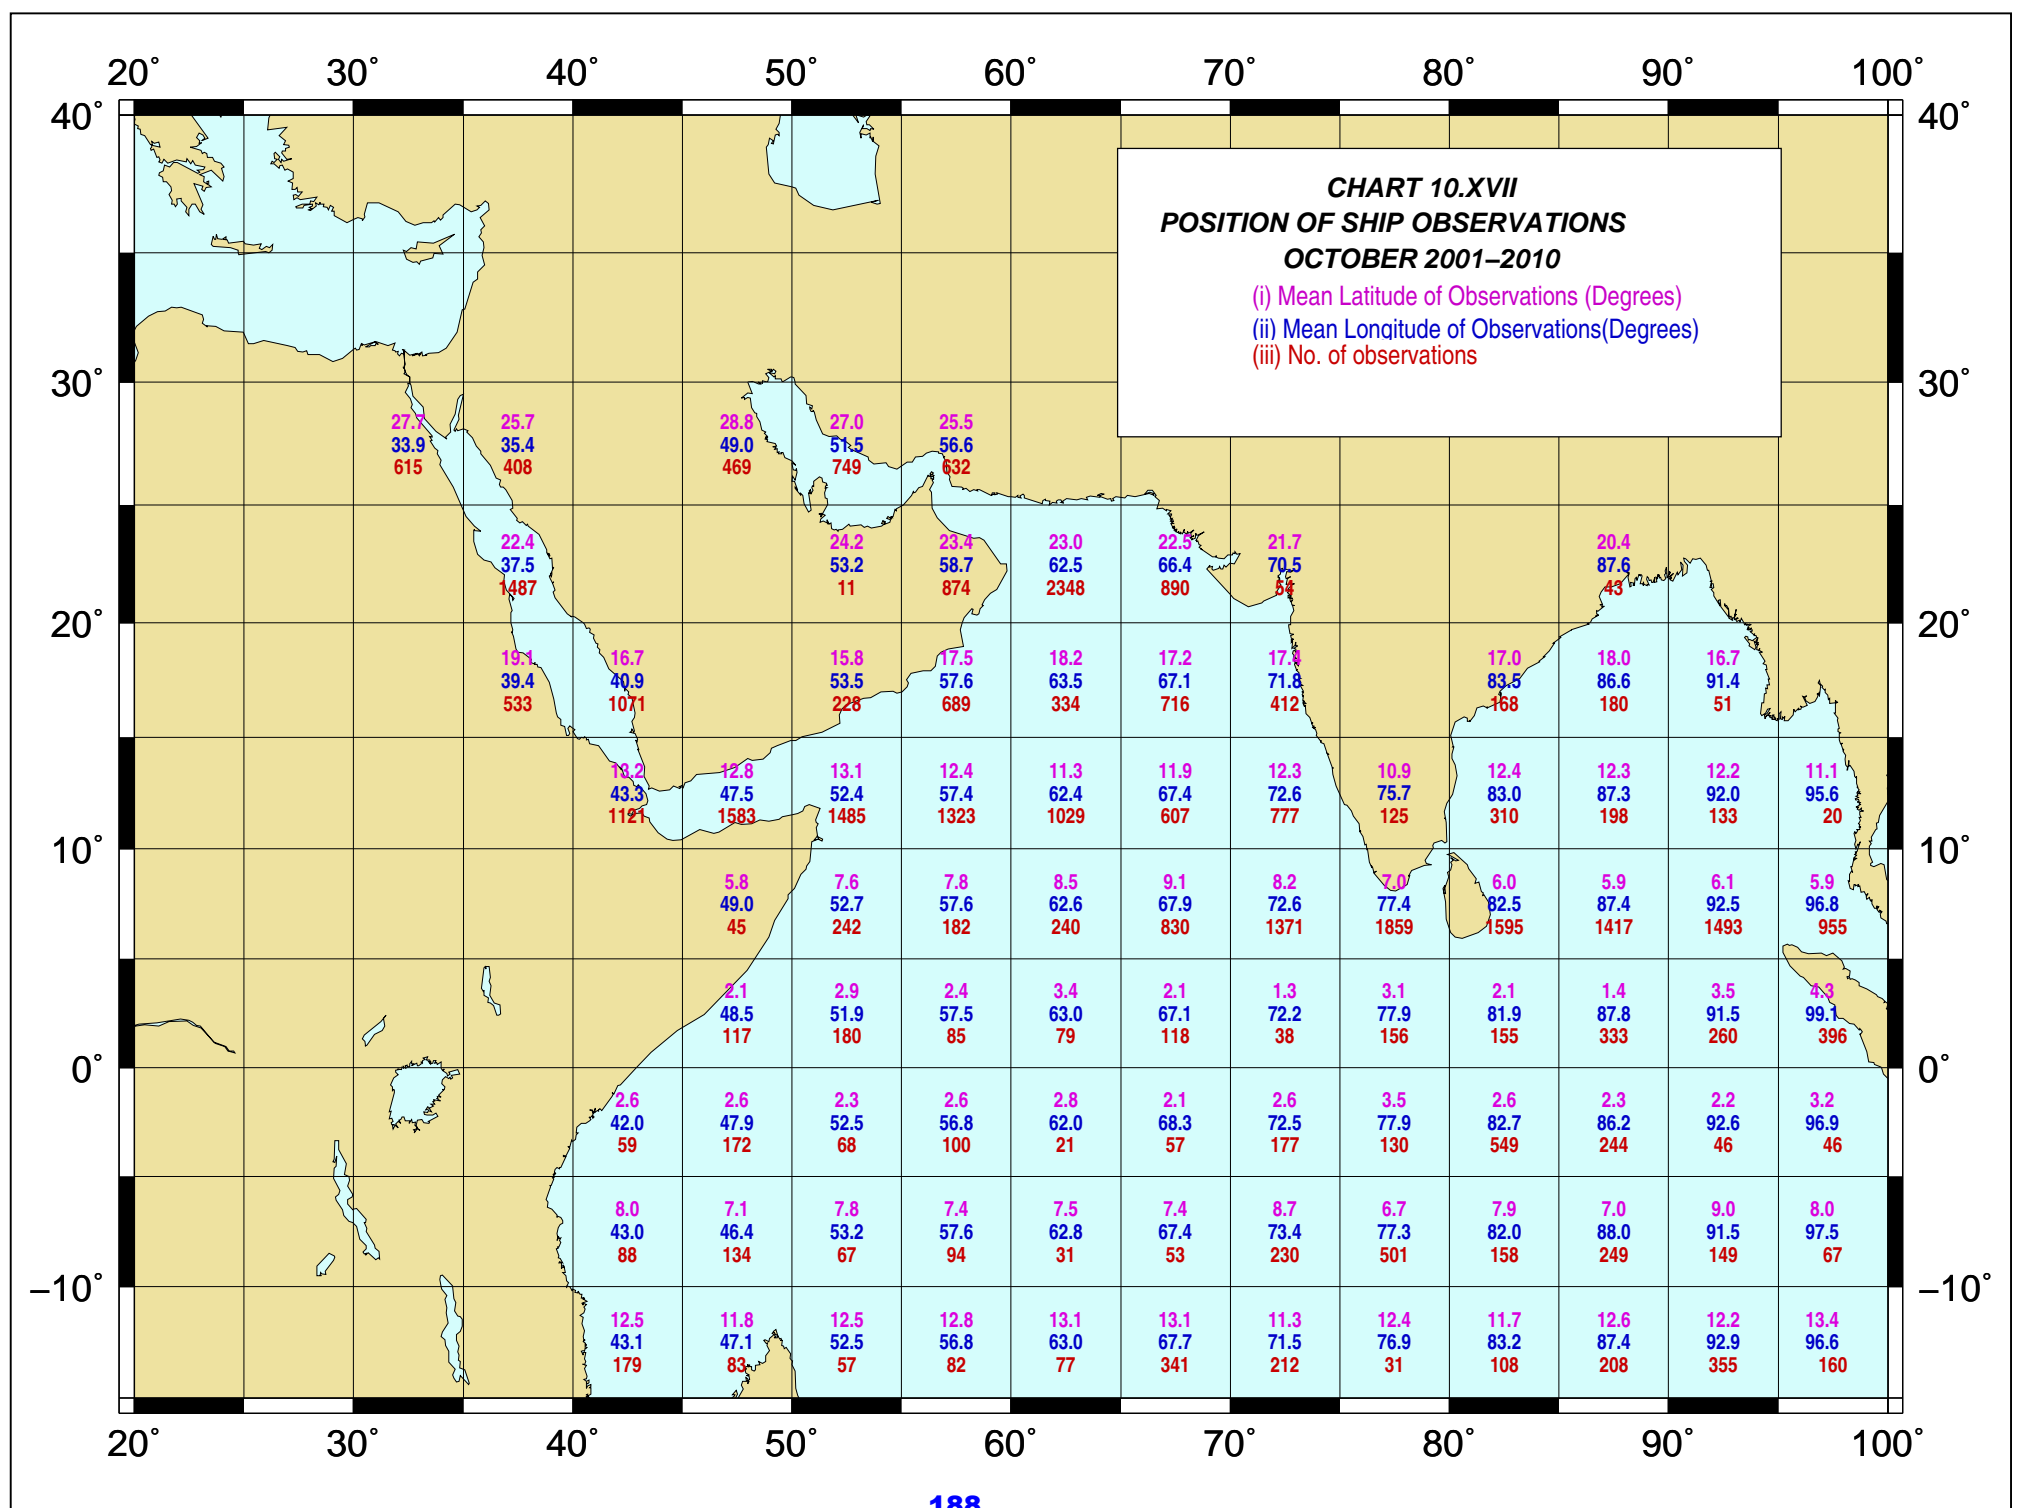 20° 30° 40° 50° 60° 70° 80° 90° 100°
40° 40°
CHART 10.XVII
POSITION OF SHIP OBSERVATIONS
OCTOBER 2001–2010
(i) Mean Latitude of Observations (Degrees)
(ii) Mean Longitude of Observations(Degrees)
(iii) No. of observations
30° 30°
27.7 25.7 28.8 27.0 25.5
33.9 35.4 49.0 51.5 56.6
615 408 469 749 632
22.4 24.2 23.4 23.0 22.5 21.7 20.4
37.5 53.2 58.7 62.5 66.4 70.5 87.6
1487 11 874 2348 890 54 43
20° 20°
19.1 16.7 15.8 17.5 18.2 17.2 17.4 17.0 18.0 16.7
39.4 40.9 53.5 57.6 63.5 67.1 71.8 83.5 86.6 91.4
533 1071 228 689 334 716 412 168 180 51
13.2 12.8 13.1 12.4 11.3 11.9 12.3 10.9 12.4 12.3 12.2 11.1
43.3 47.5 52.4 57.4 62.4 67.4 72.6 75.7 83.0 87.3 92.0 95.6
1121 1583 1485 1323 1029 607 777 125 310 198 133 20
10° 10°
5.8 7.6 7.8 8.5 9.1 8.2 7.0 6.0 5.9 6.1 5.9
49.0 52.7 57.6 62.6 67.9 72.6 77.4 82.5 87.4 92.5 96.8
45 242 182 240 830 1371 1859 1595 1417 1493 955
2.1 2.9 2.4 3.4 2.1 1.3 3.1 2.1 1.4 3.5 4.3
48.5 51.9 57.5 63.0 67.1 72.2 77.9 81.9 87.8 91.5 99.1
117 180 85 79 118 38 156 155 333 260 396
0° 0°
2.6 2.6 2.3 2.6 2.8 2.1 2.6 3.5 2.6 2.3 2.2 3.2
42.0 47.9 52.5 56.8 62.0 68.3 72.5 77.9 82.7 86.2 92.6 96.9
59 172 68 100 21 57 177 130 549 244 46 46
8.0 7.1 7.8 7.4 7.5 7.4 8.7 6.7 7.9 7.0 9.0 8.0
43.0 46.4 53.2 57.6 62.8 67.4 73.4 77.3 82.0 88.0 91.5 97.5
88 134 67 94 31 53 230 501 158 249 149 67
–10° –10°
12.5 11.8 12.5 12.8 13.1 13.1 11.3 12.4 11.7 12.6 12.2 13.4
43.1 47.1 52.5 56.8 63.0 67.7 71.5 76.9 83.2 87.4 92.9 96.6
179 83 57 82 77 341 212 31 108 208 355 160
20° 30° 40° 50° 60° 70° 80° 90° 100°
188